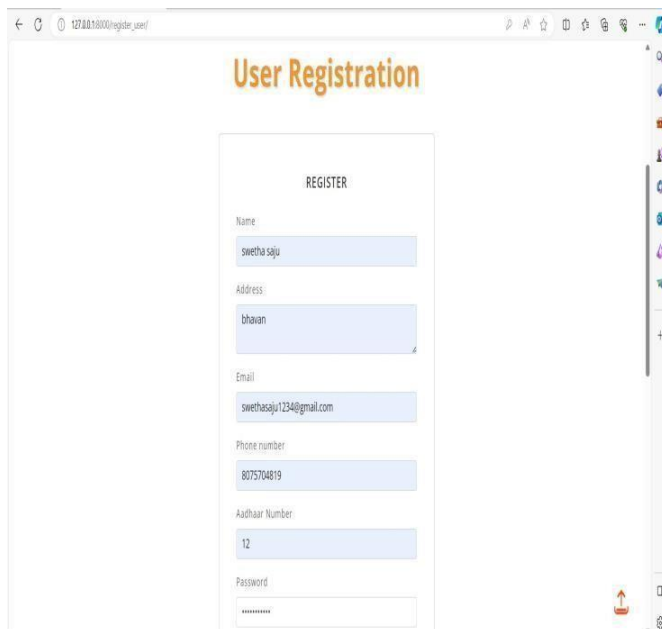 127.0.0.1:8000/register_user/
User Registration
REGISTER
Name
swetha saju
Address
bhavan
Email
swethasaju1234@gmail.com
Phone number
8075704819
Aadhaar Number
12
Password